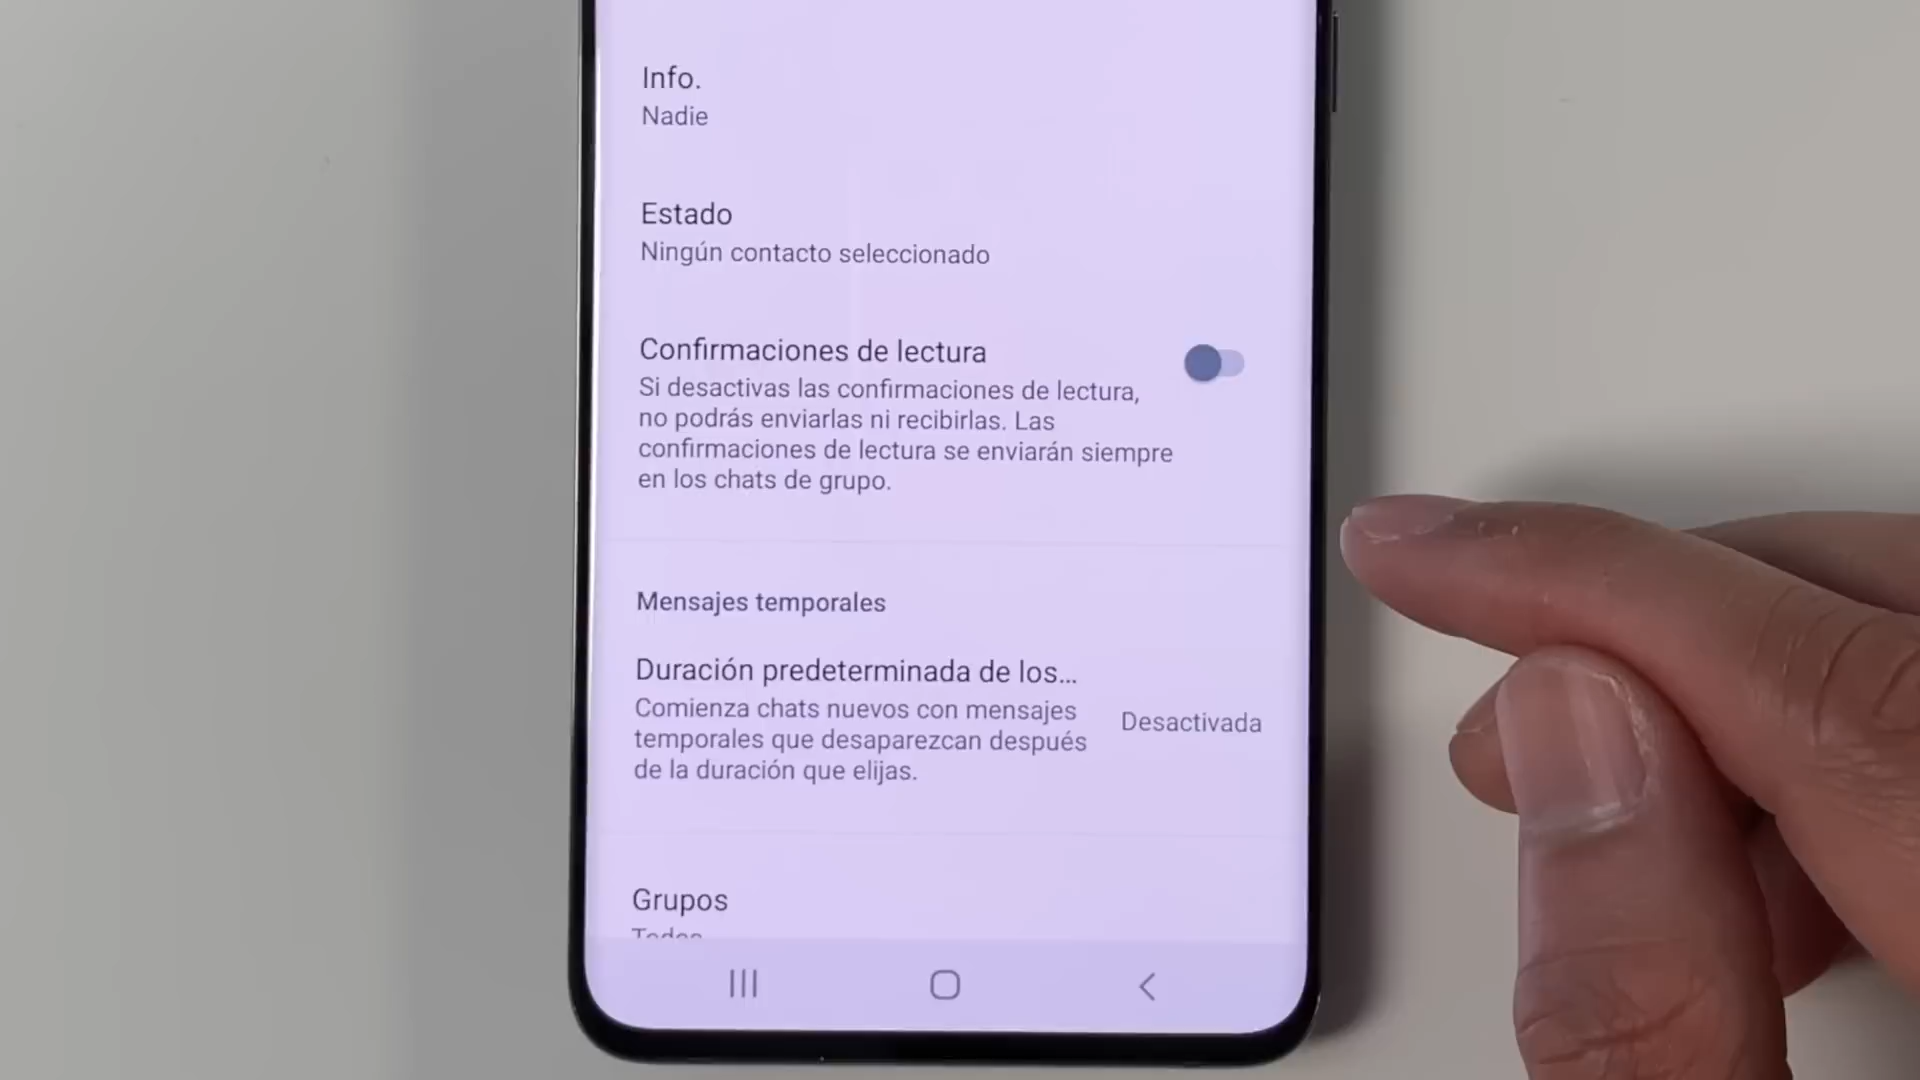 Info.
Nadie
Estado
Ningún contacto seleccionado
Confirmaciones de lectura
Si desactivas las confirmaciones de lectura,
no podrás enviarlas ni recibirlas. Las
confirmaciones de lectura se enviarán siempre
en los chats de grupo.
Mensajes temporales
Duración predeterminada de los...
Comienza chats nuevos con mensajes
temporales que desaparezcan después
de la duración que elijas.
Desactivada
Grupos
Todos